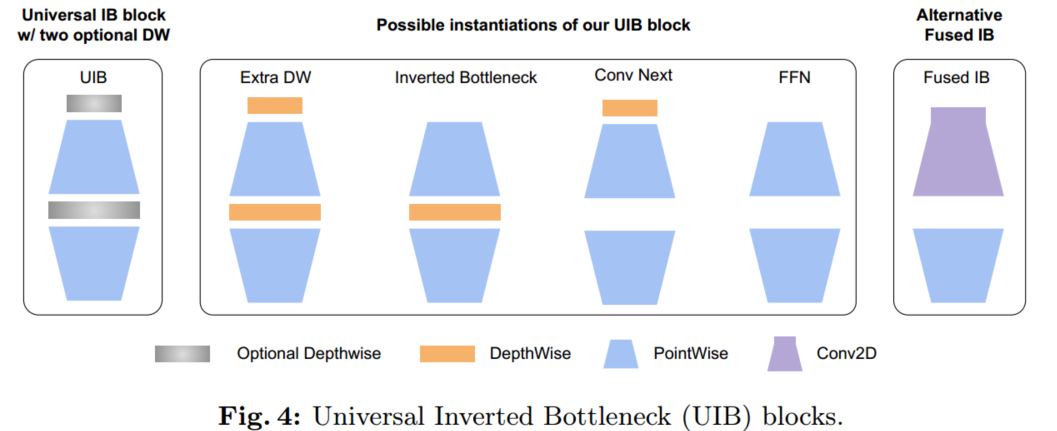 Universal IB block
w/ two optional DW
Possible instantiations of our UIB block
Alternative
Fused IB
UIB
Extra DW
Inverted Bottleneck
Conv Next
FFN
Fused IB
Optional Depthwise
DepthWise
PointWise
Conv2D
Fig. 4: Universal Inverted Bottleneck (UIB) blocks.